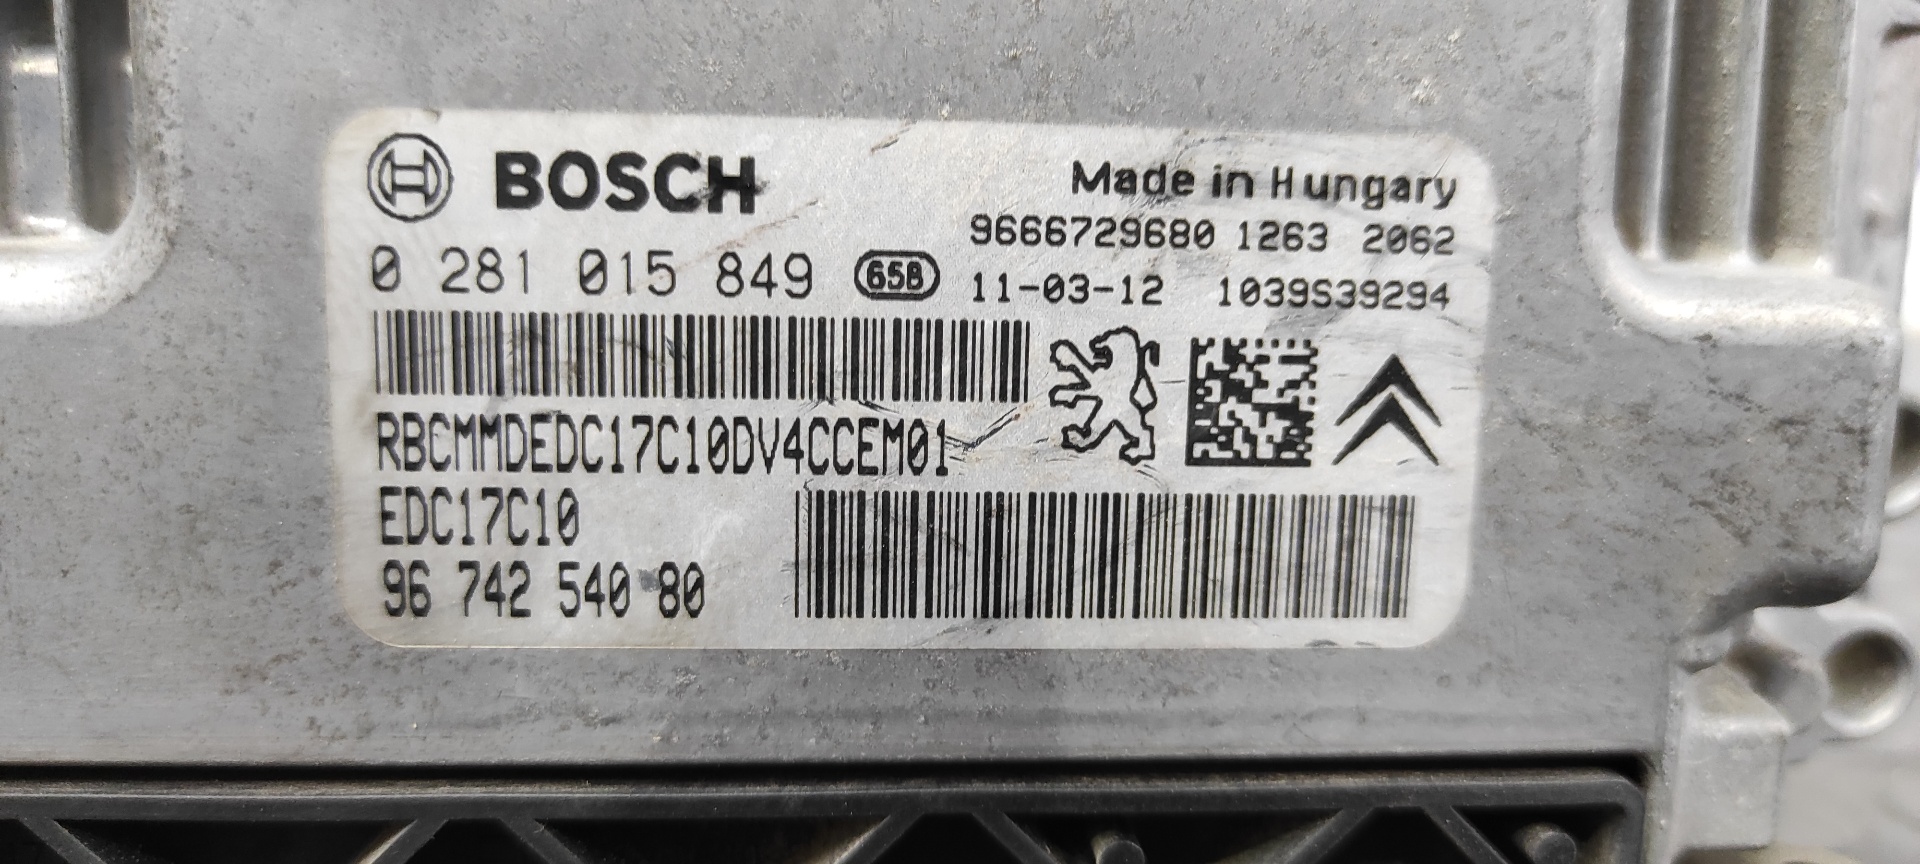 BOSCH
Made in Hungary
9666729680 1263 2062
0 281 015 849 65B
11-03-12 1039S39294
RBCMMDEDC17C10DV4CCEM01
EDC17C10
96 742 540 80